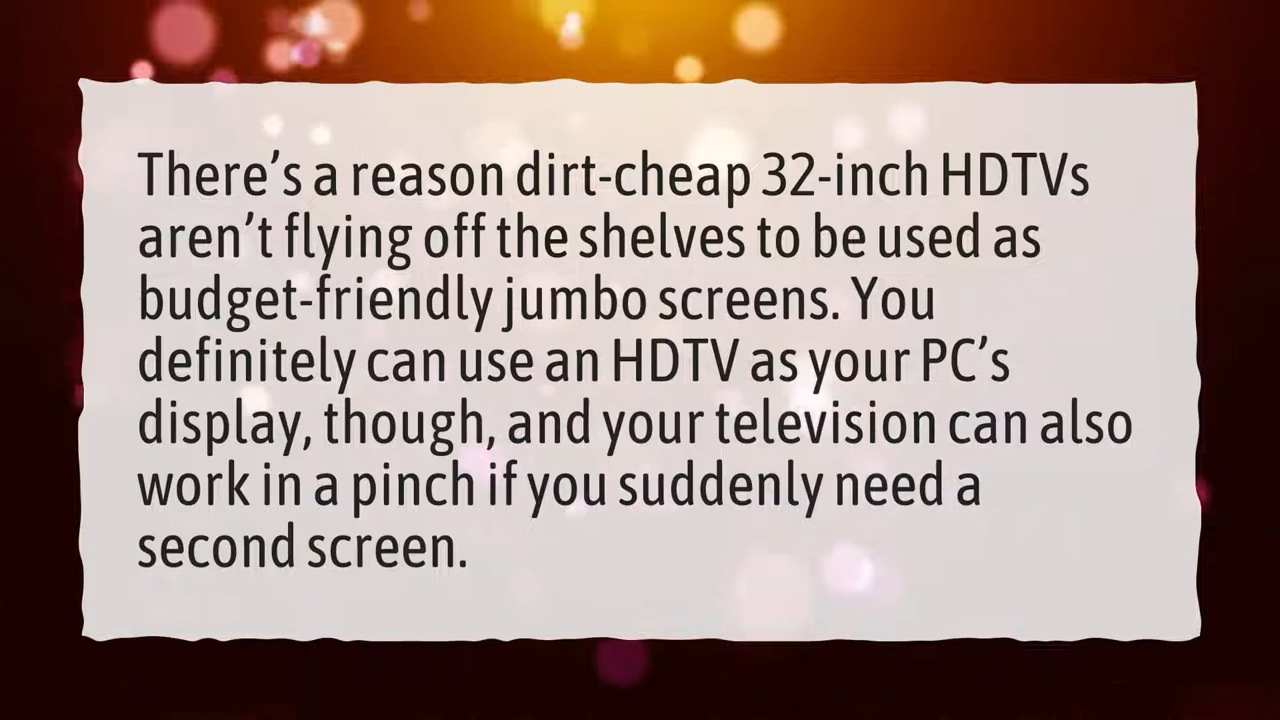 There’s a reason dirt-cheap 32-inch HDTVs
aren’t flying off the shelves to be used as
budget-friendly jumbo screens. You
definitely can use an HDTV as your PC’s
display, though, and your television can also
work in a pinch if you suddenly need a
second screen.